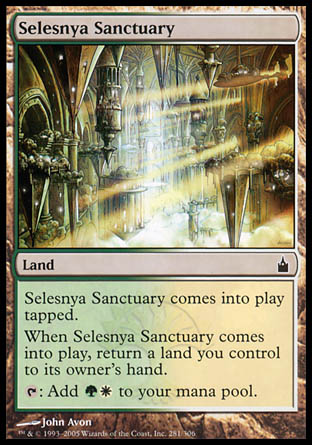 Selesnya Sanctuary
Land
Selesnya Sanctuary comes into play
tapped.
When Selesnya Sanctuary comes
into play, return a land you control
to its owner's hand.
: Add to your mana pool.
John Avon
™ & © 1993-2005 Wizards of the Coast, Inc. 281/306